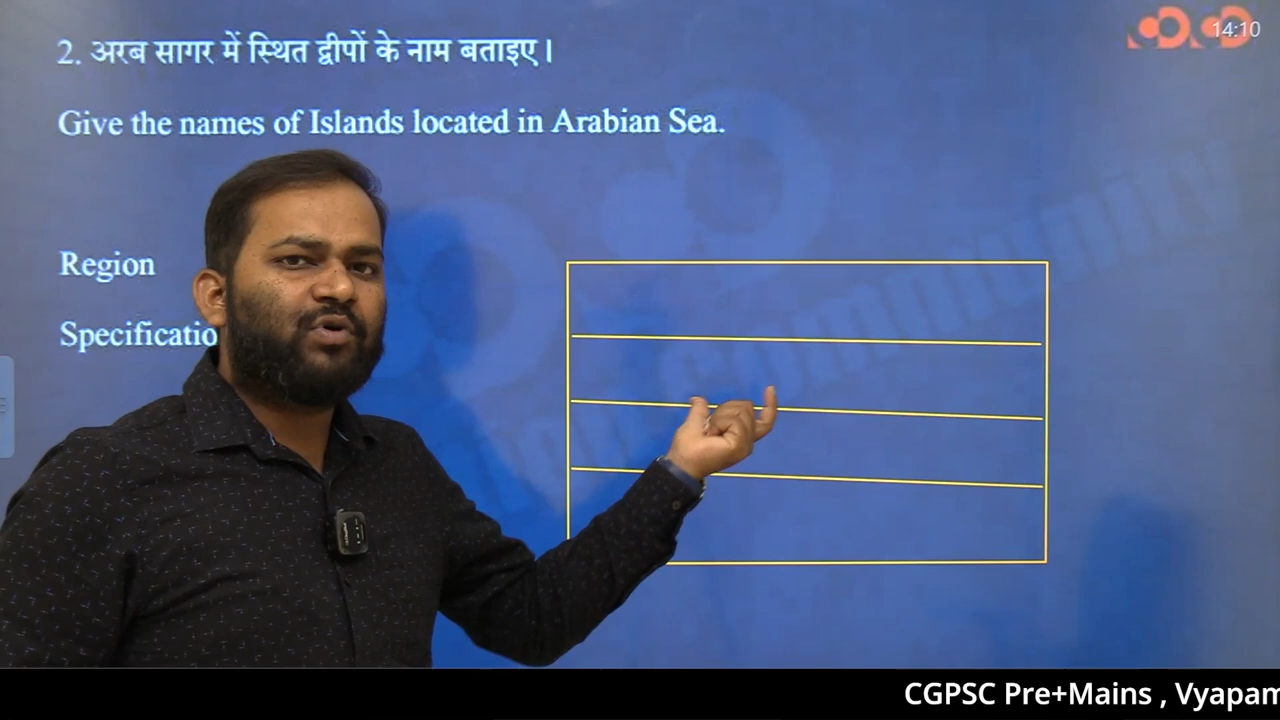 14:10
2. अरब सागर में स्थित द्वीपों के नाम बताइए।
Give the names of Islands located in Arabian Sea.
Region
Specificatio
community
CGPSC Pre+Mains , Vyapam